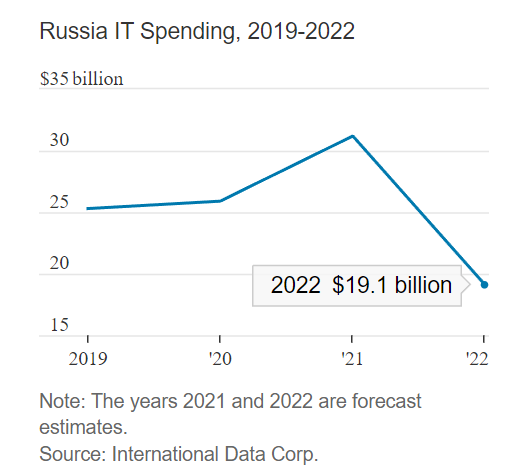 Russia IT Spending, 2019-2022
$35 billion
30
25
20
2022 $19.1 billion
15
2019 '20 '21 '22
Note: The years 2021 and 2022 are forecast
estimates.
Source: International Data Corp.